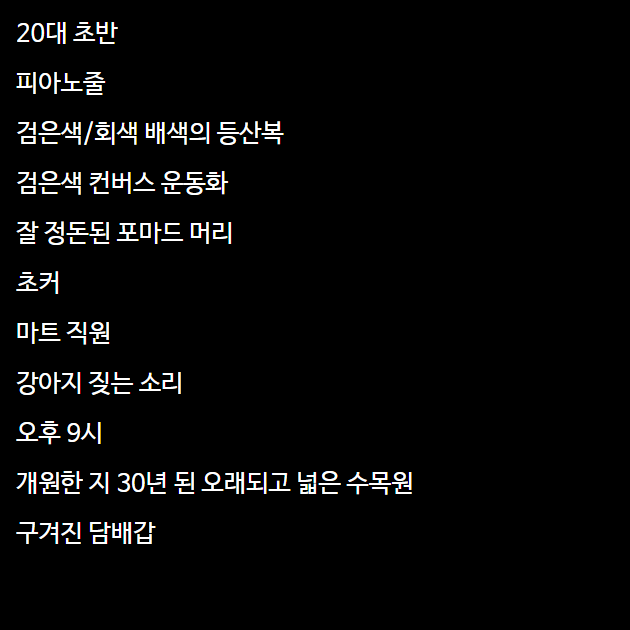 20대 초반
피아노줄
검은색/회색 배색의 등산복
검은색 컨버스 운동화
잘 정돈된 포마드 머리
초커
마트 직원
강아지 짖는 소리
오후 9시
개원한 지 30년 된 오래되고 넓은 수목원
구겨진 담배갑